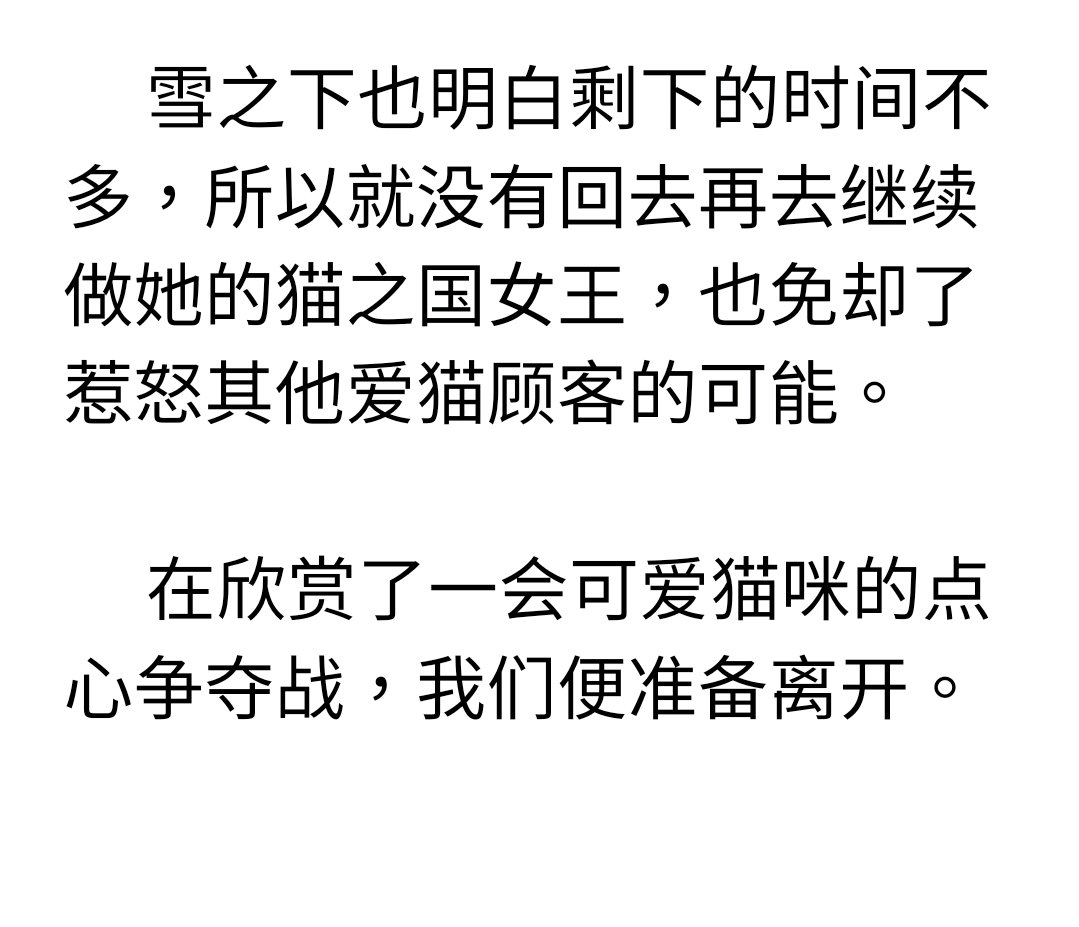 雪之下也明白剩下的时间不
多，所以就没有回去再去继续
做她的猫之国女王，也免却了
惹怒其他爱猫顾客的可能。
在欣赏了一会可爱猫咪的点
心争夺战，我们便准备离开。